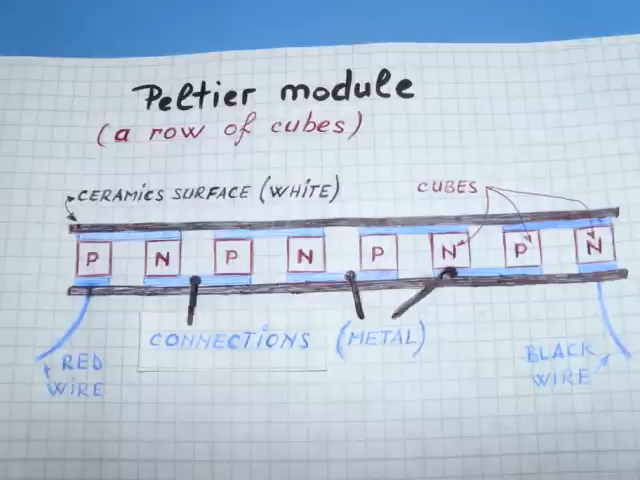 Peltier module
(a row of cubes)
CERAMICS SURFACE (WHITE)
CUBES
P N P N P N P N
CONNECTIONS (METAL)
RED
WIRE
BLACK
WIRE